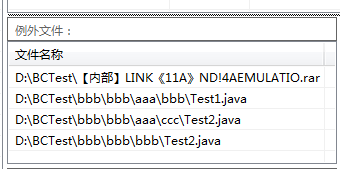 例外文件：
文件名称
D:\BCTest\【内部】LINK《11A》ND!4AEMULATIO.rar
D:\BCTest\bbb\bbb\aaa\bbb\Test1.java
D:\BCTest\bbb\bbb\aaa\ccc\Test2.java
D:\BCTest\bbb\bbb\bbb\Test2.java